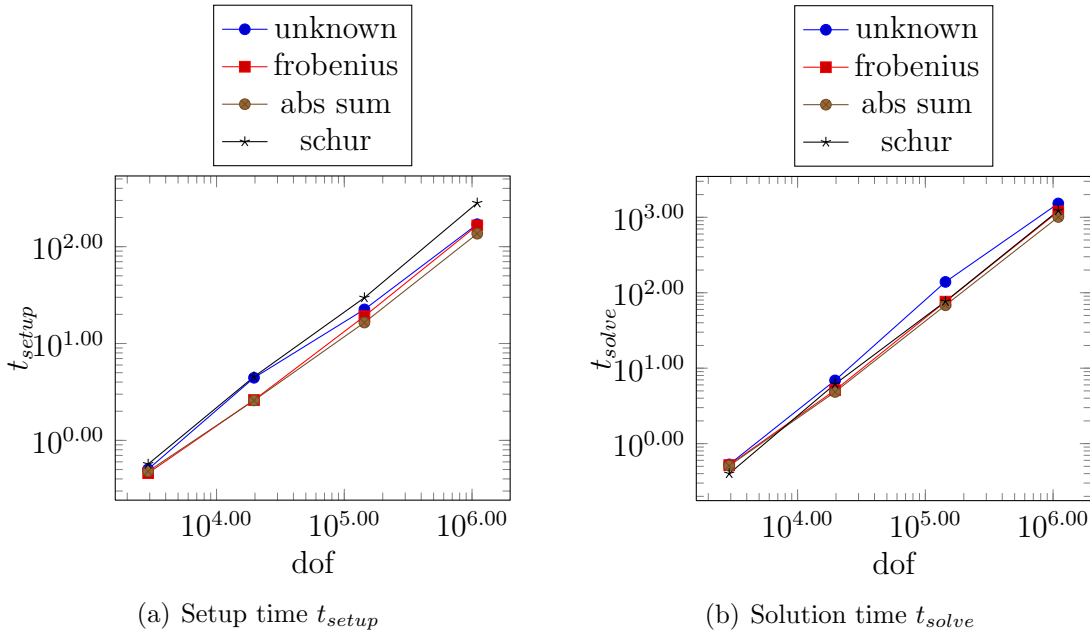 unknown
frobenius
abs sum
schur
10^2.00
10^1.00
10^0.00
t_setup
10^4.00 10^5.00 10^6.00
dof
(a) Setup time t_setup
unknown
frobenius
abs sum
schur
10^3.00
10^2.00
10^1.00
10^0.00
t_solve
10^4.00 10^5.00 10^6.00
dof
(b) Solution time t_solve